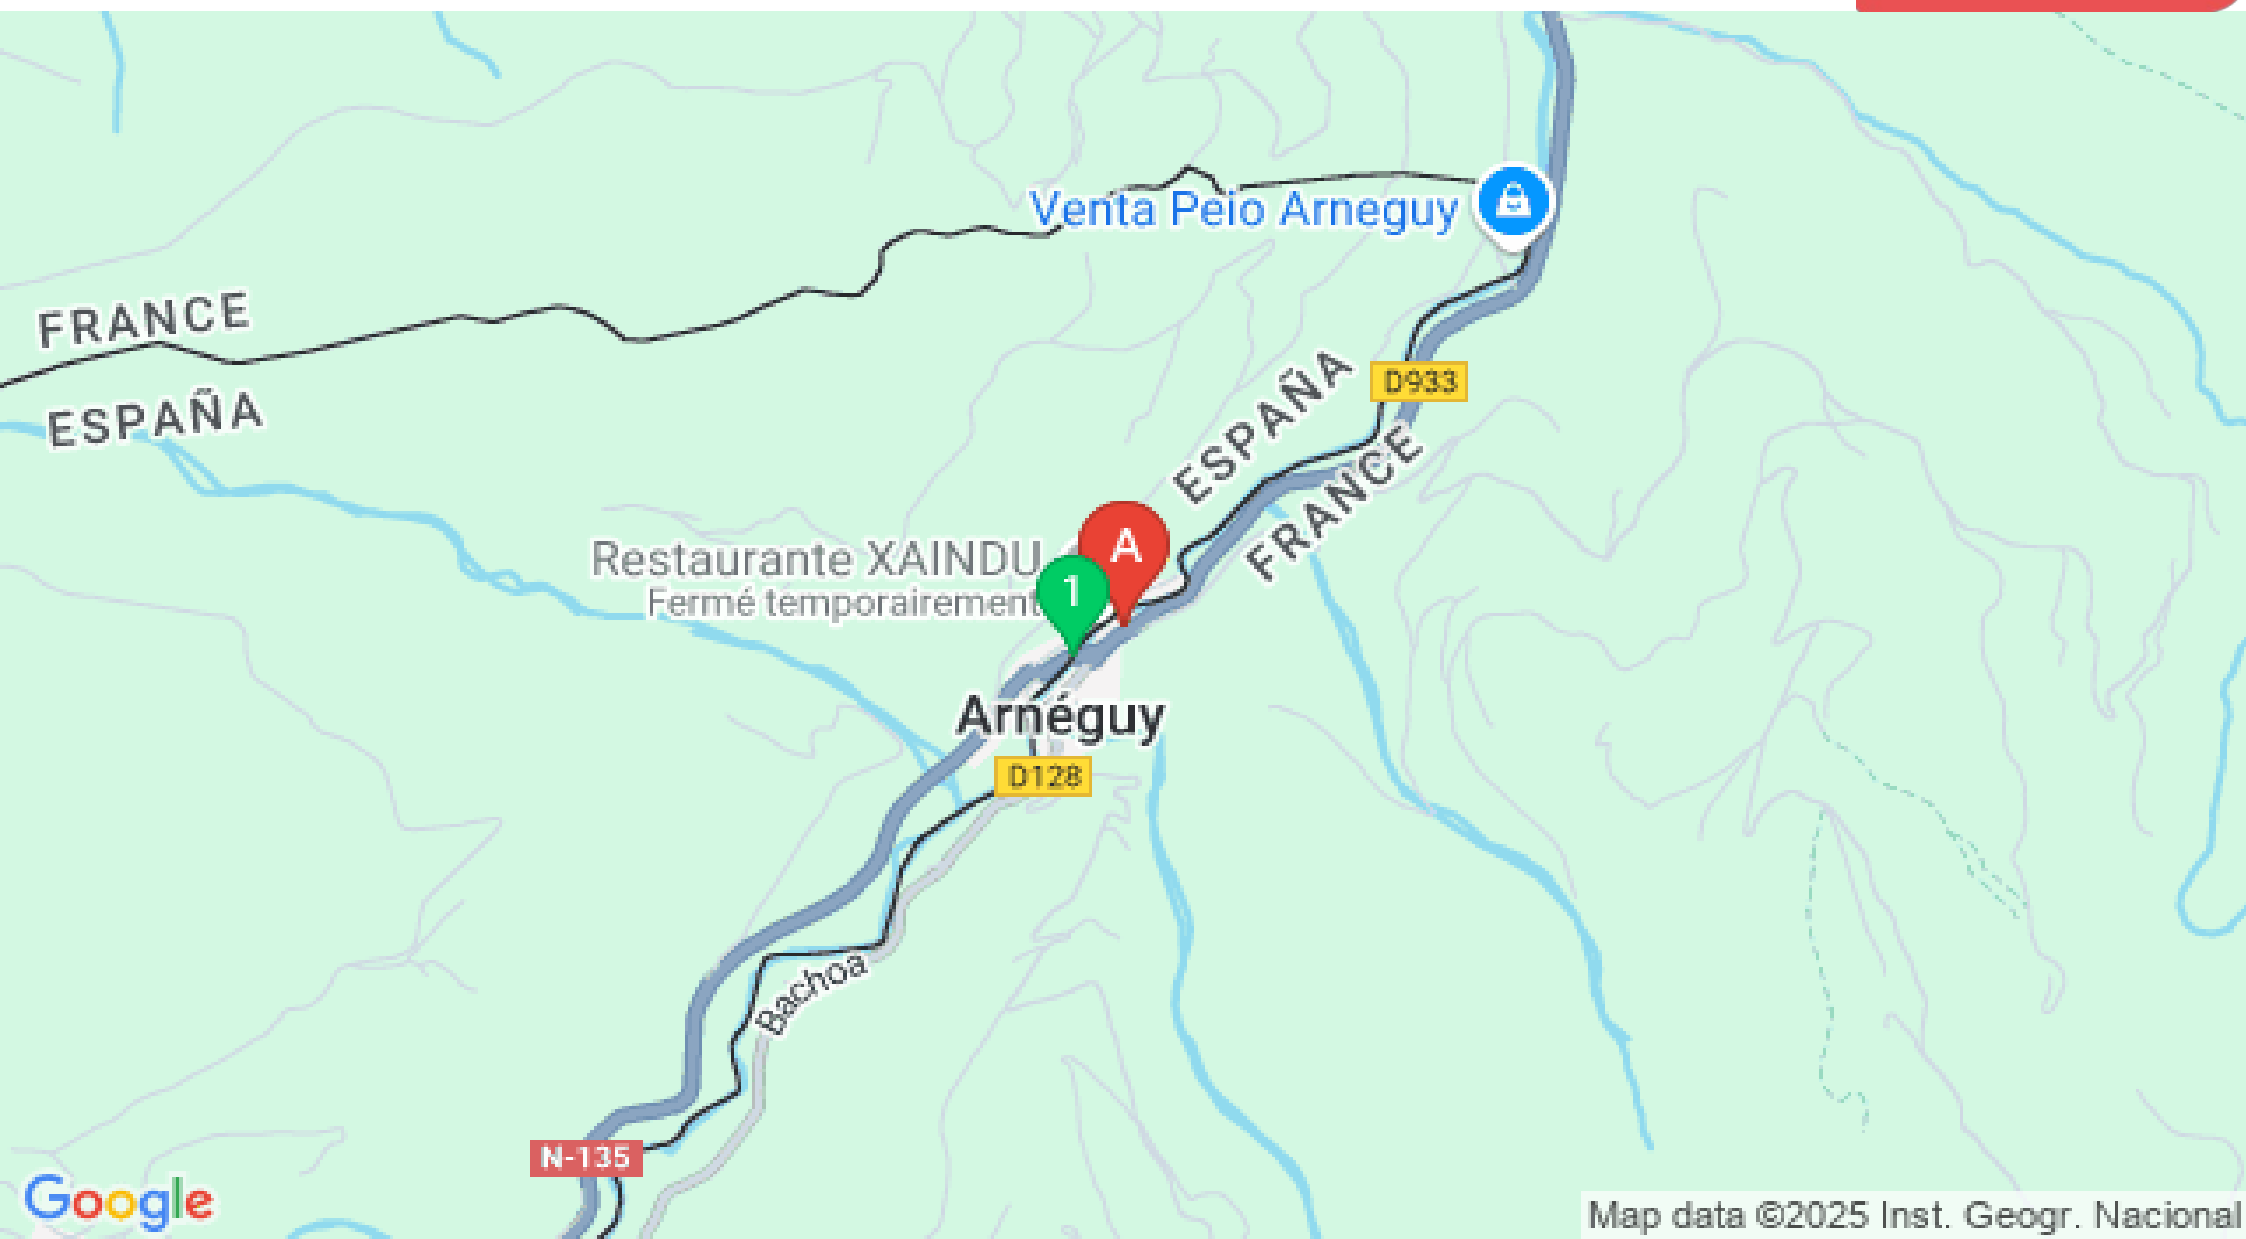 Venta Peio Arneguy
FRANCE
ESPAÑA
D933
ESPAÑA
FRANCE
A
Restaurante XAINDU
Fermé temporairement
1
Arnéguy
D128
Bachoa
N-135
Google
Map data ©2025 Inst. Geogr. Nacional